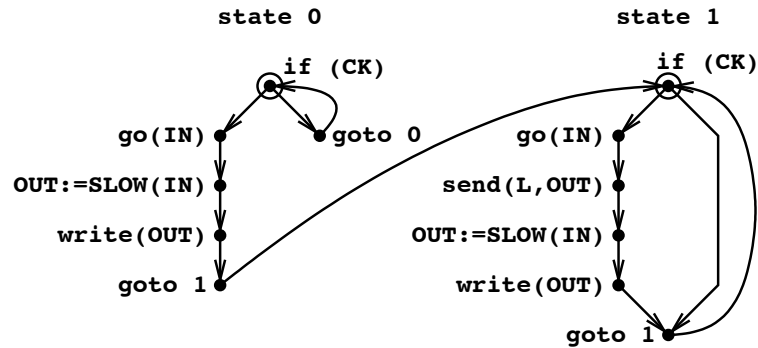 state 0
if (CK)
go(IN)
goto 0
OUT:=SLOW(IN)
write(OUT)
goto 1
state 1
if (CK)
go(IN)
send(L,OUT)
OUT:=SLOW(IN)
write(OUT)
goto 1